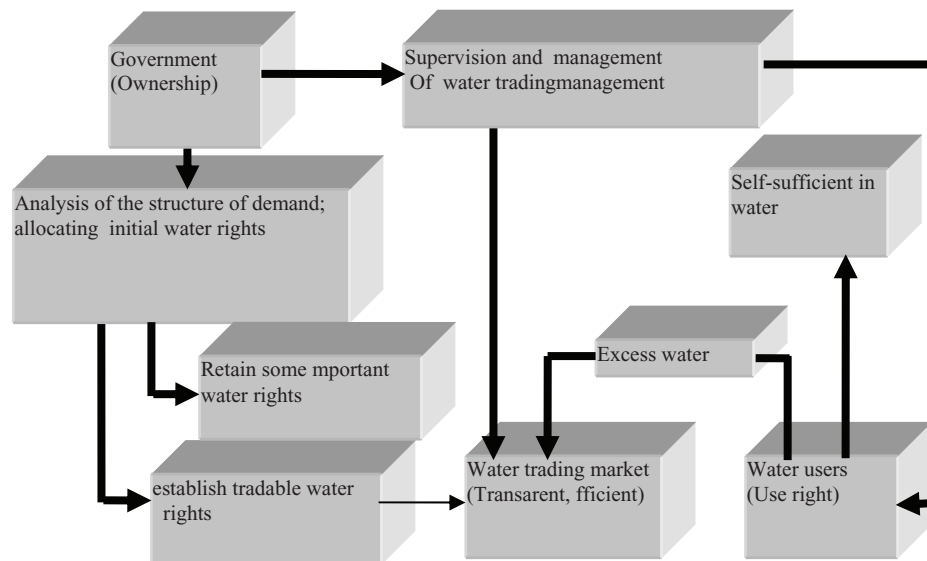 Government
(Ownership)
Supervision and management
Of water tradingmanagement
Analysis of the structure of demand;
allocating initial water rights
Self-sufficient in
water
Retain some mportant
water rights
Excess water
establish tradable water
rights
Water trading market
(Transarent, fficient)
Water users
(Use right)